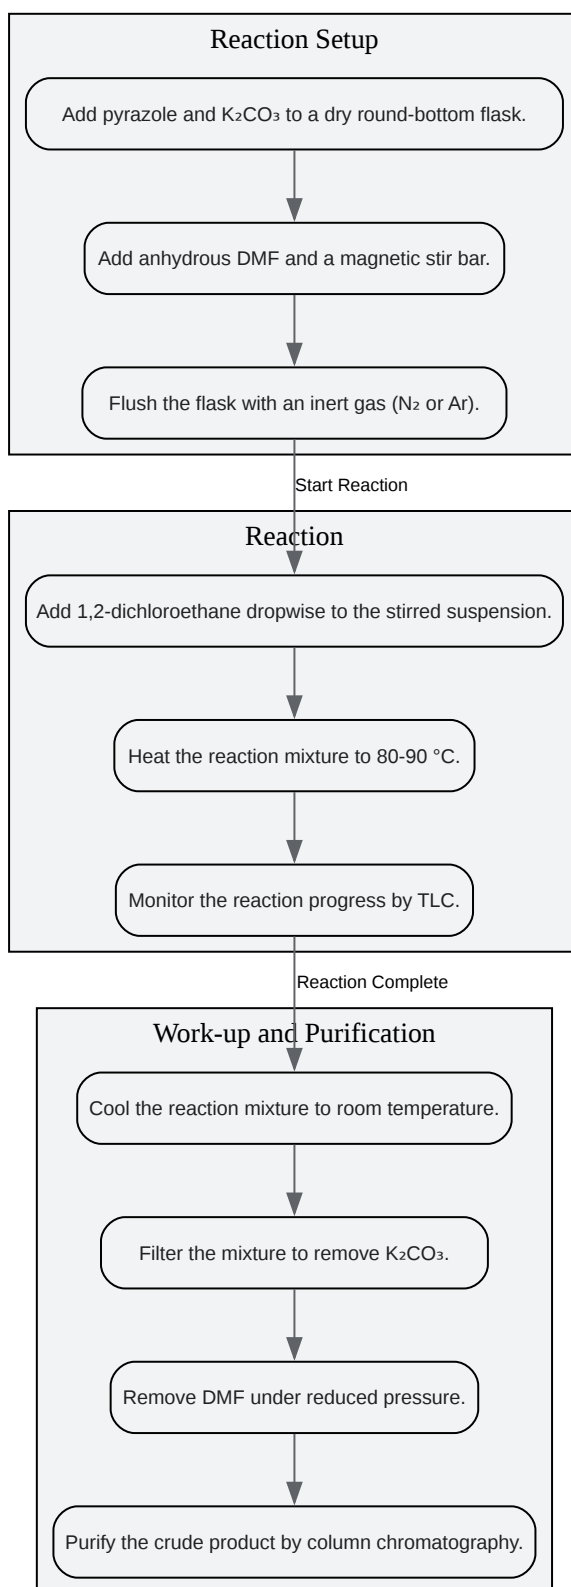 Reaction Setup
Add pyrazole and K₂CO₃ to a dry round-bottom flask.
Add anhydrous DMF and a magnetic stir bar.
Flush the flask with an inert gas (N₂ or Ar).
Start Reaction
Reaction
Add 1,2-dichloroethane dropwise to the stirred suspension.
Heat the reaction mixture to 80-90 °C.
Monitor the reaction progress by TLC.
Reaction Complete
Work-up and Purification
Cool the reaction mixture to room temperature.
Filter the mixture to remove K₂CO₃.
Remove DMF under reduced pressure.
Purify the crude product by column chromatography.